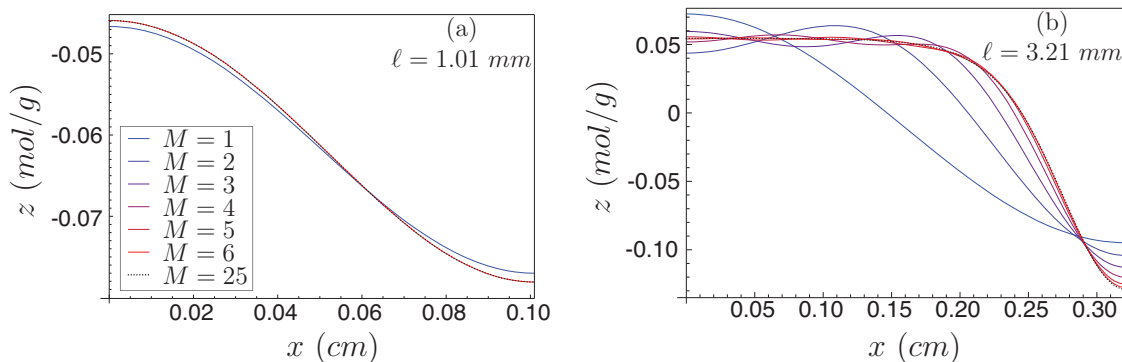 (a)
ℓ = 1.01 mm
-0.05
-0.06
-0.07
z (mol/g)
M = 1
M = 2
M = 3
M = 4
M = 5
M = 6
M = 25
0.02 0.04 0.06 0.08 0.10
x (cm)
(b)
ℓ = 3.21 mm
0.05
0
-0.05
-0.10
z (mol/g)
0.05 0.10 0.15 0.20 0.25 0.30
x (cm)